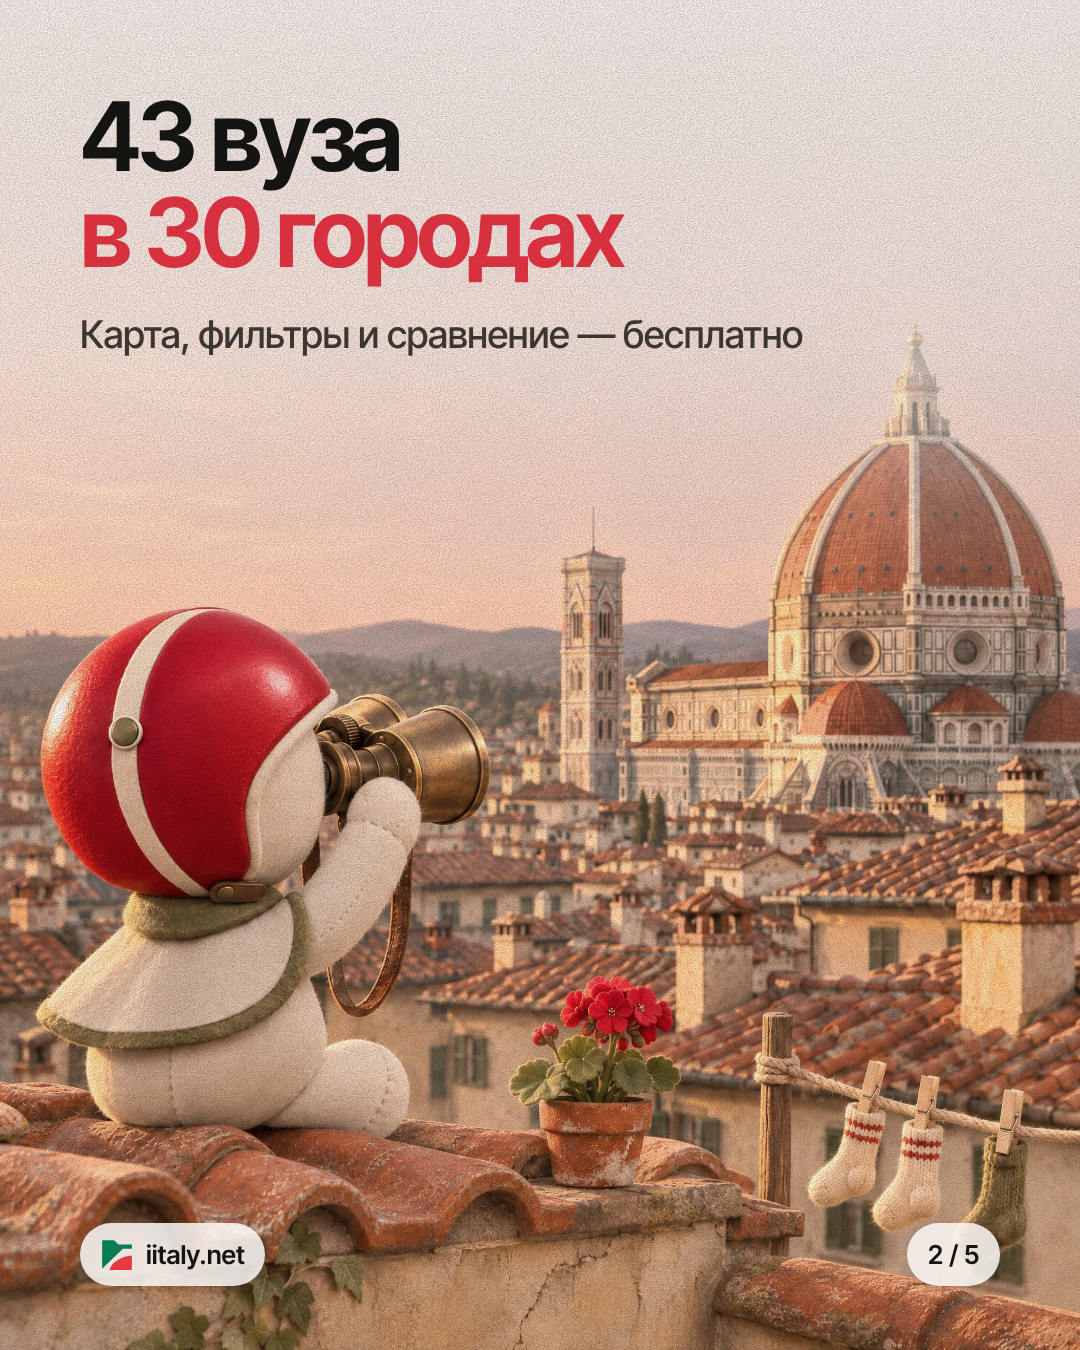 43 вуза
в 30 городах
Карта, фильтры и сравнение — бесплатно
iitaly.net
2 / 5